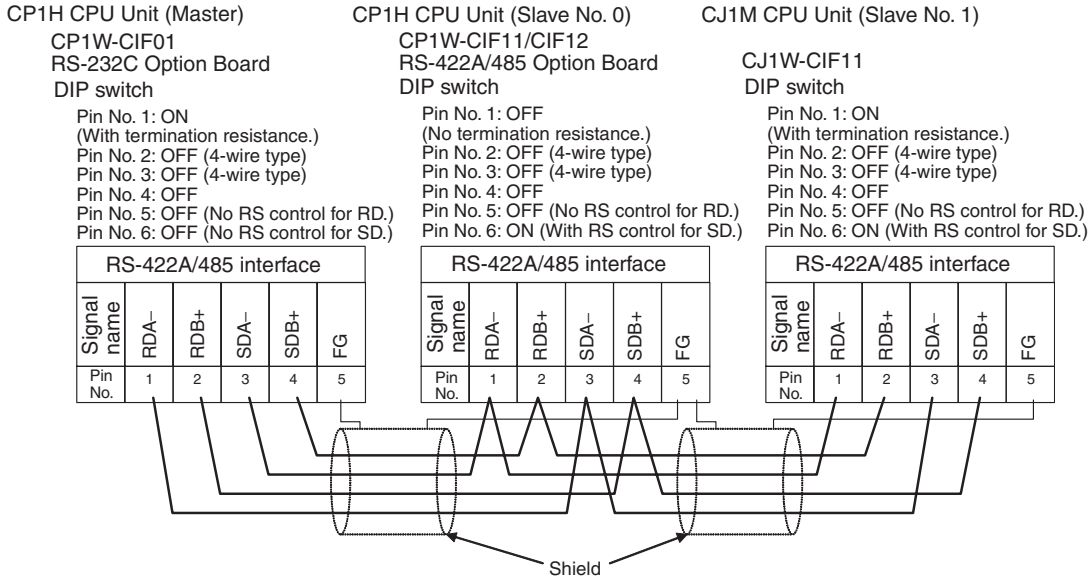 CP1H CPU Unit (Master)
CP1W-CIF01
RS-232C Option Board
DIP switch
Pin No. 1: ON
(With termination resistance.)
Pin No. 2: OFF (4-wire type)
Pin No. 3: OFF (4-wire type)
Pin No. 4: OFF
Pin No. 5: OFF (No RS control for RD.)
Pin No. 6: OFF (No RS control for SD.)
RS-422A/485 interface
Signal name RDA− RDB+ SDA− SDB+ FG
Pin No. 1 2 3 4 5
CP1H CPU Unit (Slave No. 0)
CP1W-CIF11/CIF12
RS-422A/485 Option Board
DIP switch
Pin No. 1: OFF
(No termination resistance.)
Pin No. 2: OFF (4-wire type)
Pin No. 3: OFF (4-wire type)
Pin No. 4: OFF
Pin No. 5: OFF (No RS control for RD.)
Pin No. 6: ON (With RS control for SD.)
RS-422A/485 interface
Signal name RDA− RDB+ SDA− SDB+ FG
Pin No. 1 2 3 4 5
CJ1M CPU Unit (Slave No. 1)
CJ1W-CIF11
DIP switch
Pin No. 1: ON
(With termination resistance.)
Pin No. 2: OFF (4-wire type)
Pin No. 3: OFF (4-wire type)
Pin No. 4: OFF
Pin No. 5: OFF (No RS control for RD.)
Pin No. 6: ON (With RS control for SD.)
RS-422A/485 interface
Signal name RDA− RDB+ SDA− SDB+ FG
Pin No. 1 2 3 4 5
Shield